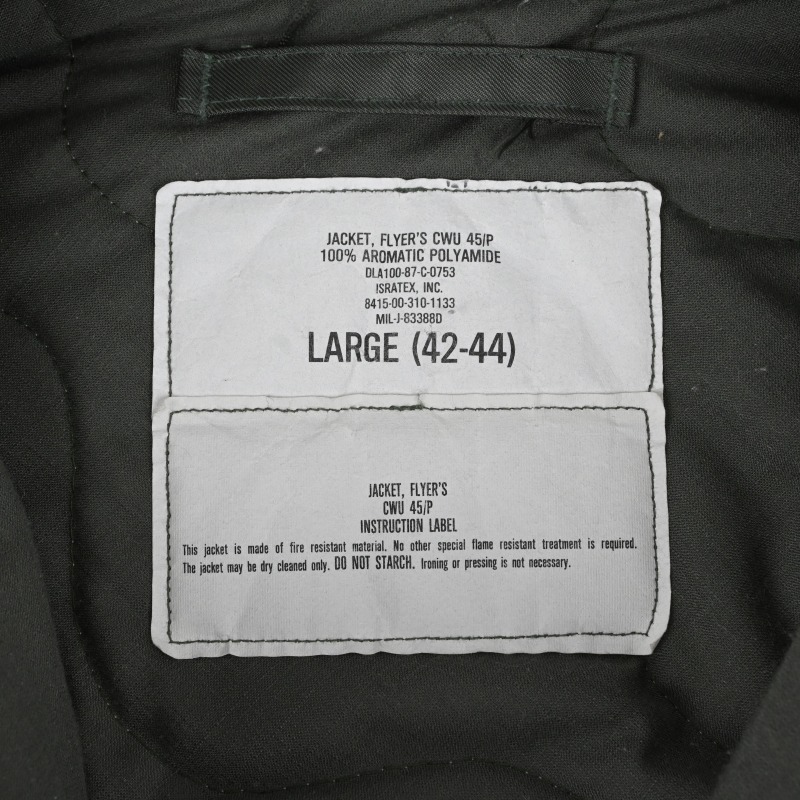 JACKET, FLYER'S CWU 45/P
100% AROMATIC POLYAMIDE
DLA100-87-C-0753
ISRATEX, INC.
8415-00-310-1133
MIL-J-83388D
LARGE (42-44)
JACKET, FLYER'S
CWU 45/P
INSTRUCTION LABEL
This jacket is made of fire resistant material. No other special flame resistant treatment is required.
The jacket may be dry cleaned only. DO NOT STARCH. Ironing or pressing is not necessary.